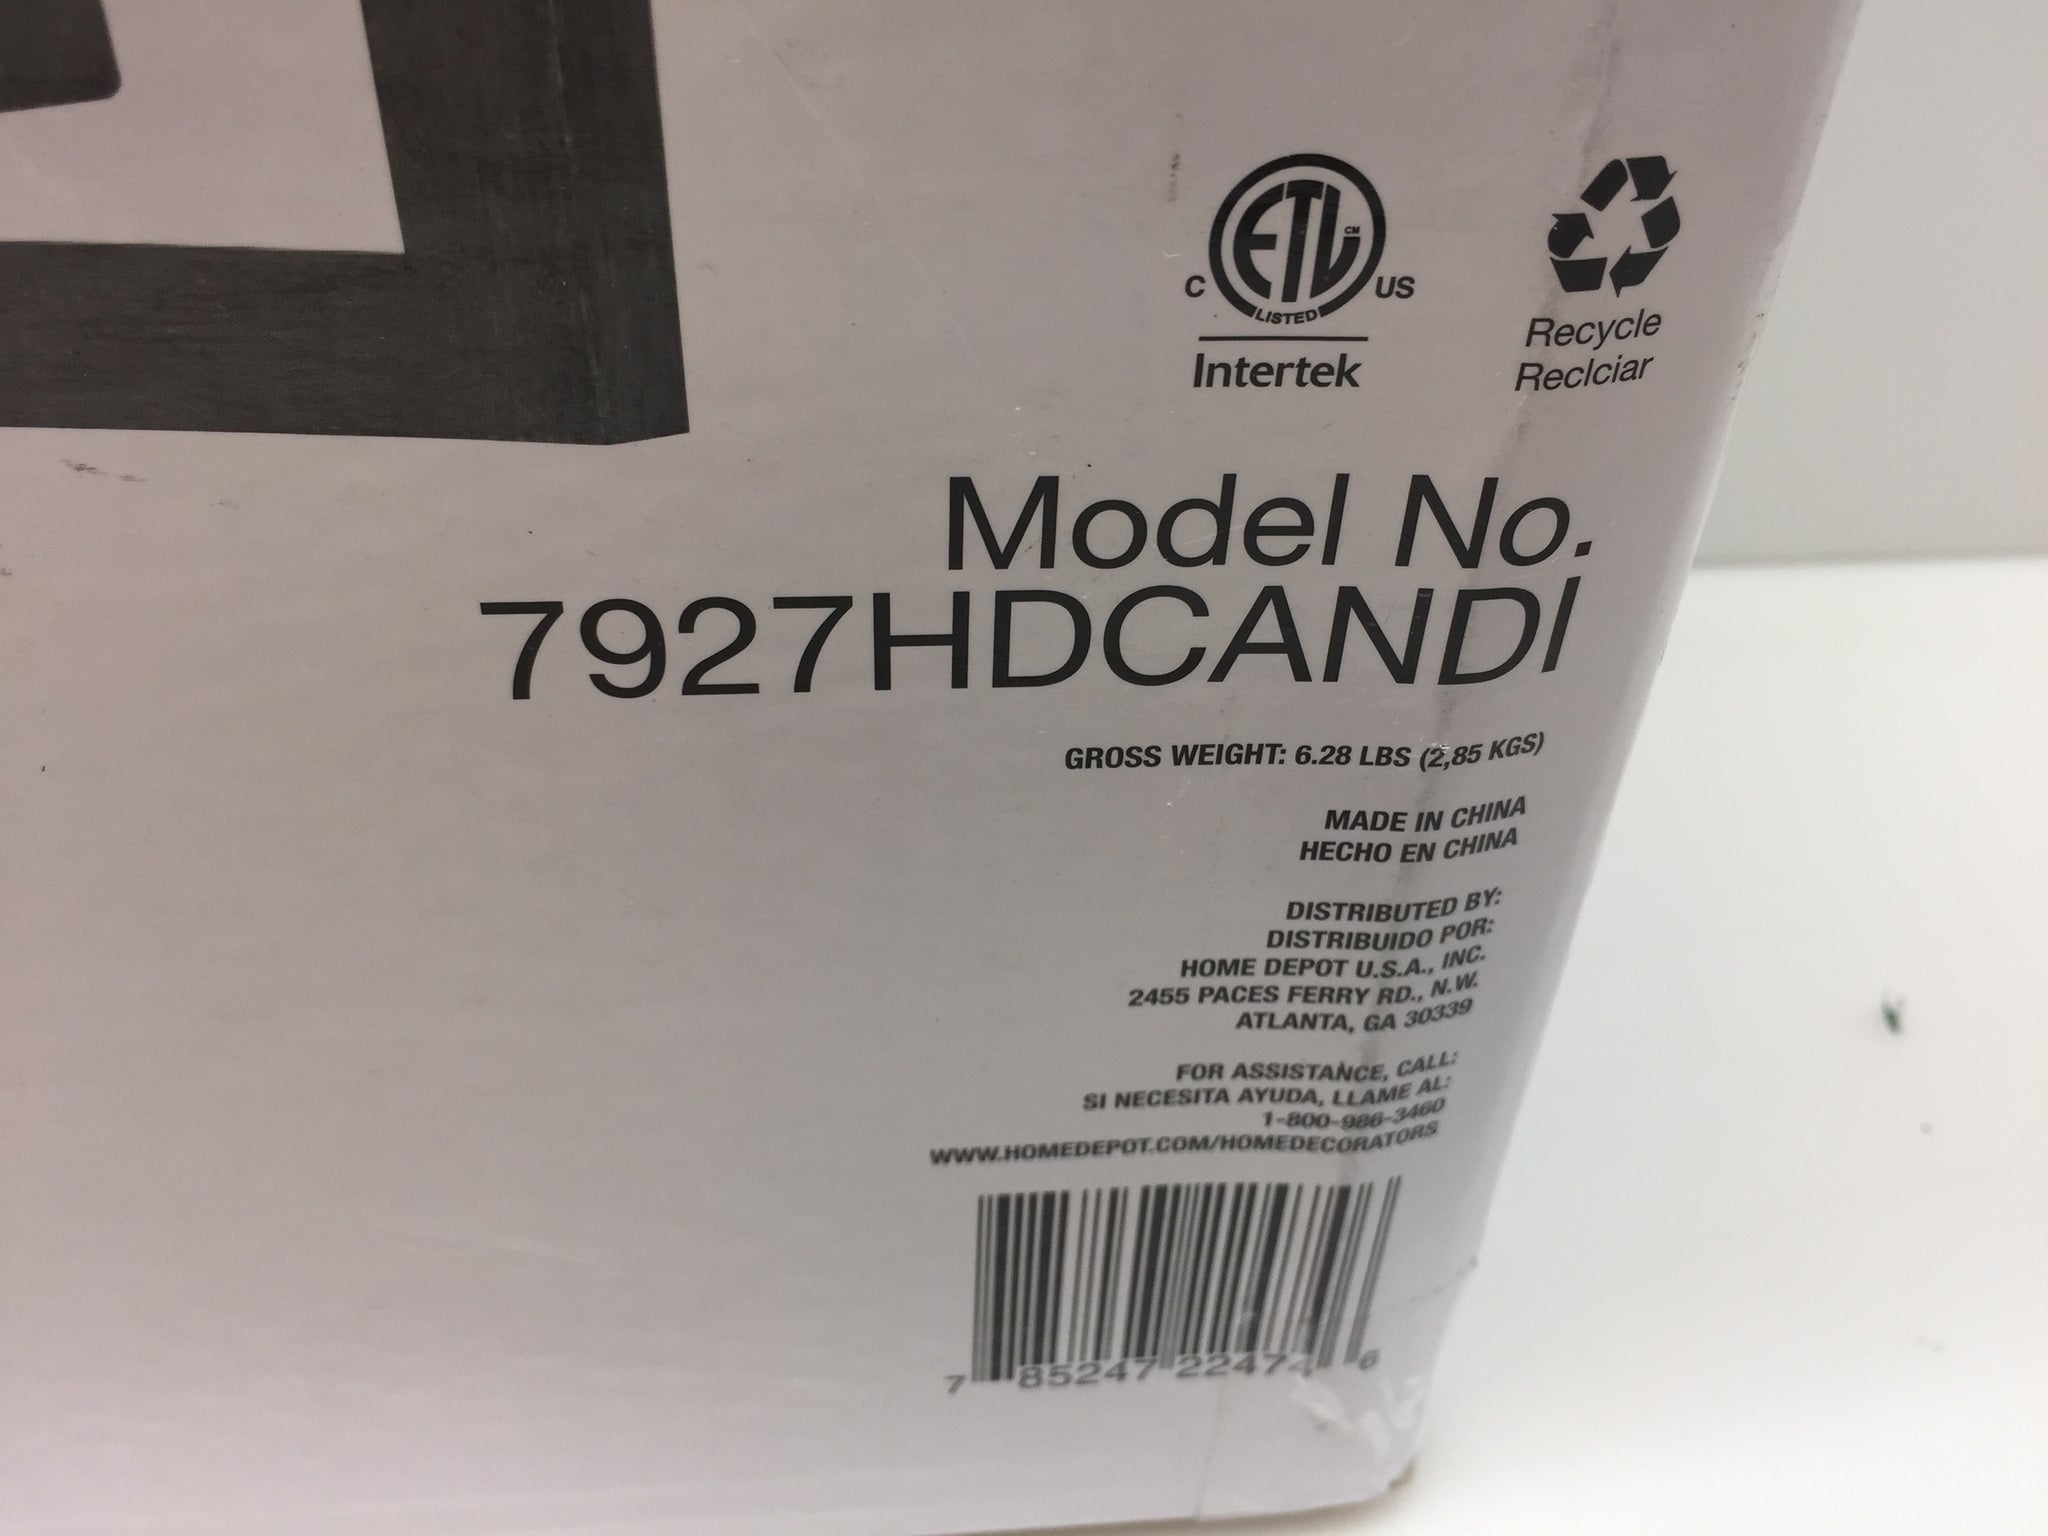 ETL CM
C US
LISTED
Intertek
Recycle
Reclciar
Model No.
7927HDCANDI
GROSS WEIGHT: 6.28 LBS (2,85 KGS)
MADE IN CHINA
HECHO EN CHINA
DISTRIBUTED BY:
DISTRIBUIDO POR:
HOME DEPOT U.S.A., INC.
2455 PACES FERRY RD., N.W.
ATLANTA, GA 30339
FOR ASSISTANCE, CALL:
SI NECESITA AYUDA, LLAME AL:
1-800-986-3460
WWW.HOMEDEPOT.COM/HOMEDECORATORS
7 85247 22474 6